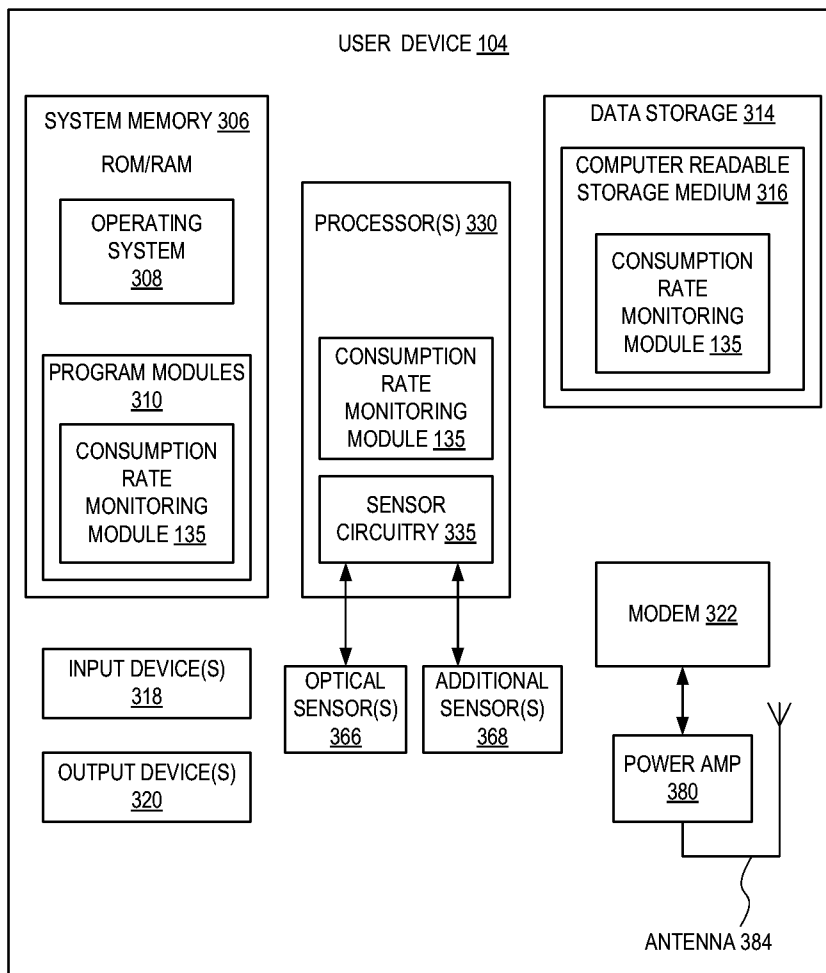 USER DEVICE 104
SYSTEM MEMORY 306
ROM/RAM
OPERATING
SYSTEM
308
PROGRAM MODULES
310
CONSUMPTION
RATE
MONITORING
MODULE 135
PROCESSOR(S) 330
CONSUMPTION
RATE
MONITORING
MODULE 135
SENSOR
CIRCUITRY 335
DATA STORAGE 314
COMPUTER READABLE
STORAGE MEDIUM 316
CONSUMPTION
RATE
MONITORING
MODULE 135
INPUT DEVICE(S)
318
OUTPUT DEVICE(S)
320
OPTICAL
SENSOR(S)
366
ADDITIONAL
SENSOR(S)
368
MODEM 322
POWER AMP
380
ANTENNA 384